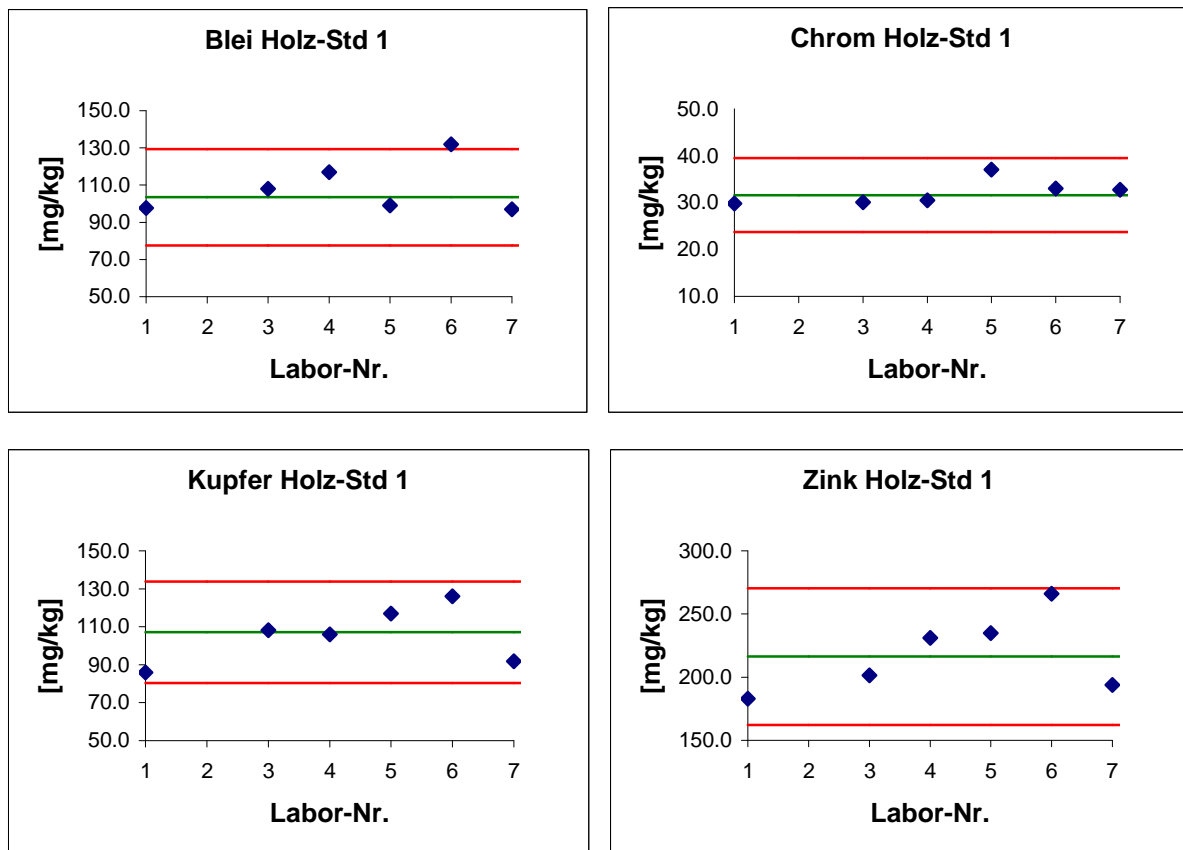 Blei Holz-Std 1
150.0
130.0
110.0
90.0
70.0
50.0
[mg/kg]
1 2 3 4 5 6 7
Labor-Nr.
Chrom Holz-Std 1
50.0
40.0
30.0
20.0
10.0
[mg/kg]
1 2 3 4 5 6 7
Labor-Nr.
Kupfer Holz-Std 1
150.0
130.0
110.0
90.0
70.0
50.0
[mg/kg]
1 2 3 4 5 6 7
Labor-Nr.
Zink Holz-Std 1
300.0
250.0
200.0
150.0
[mg/kg]
1 2 3 4 5 6 7
Labor-Nr.